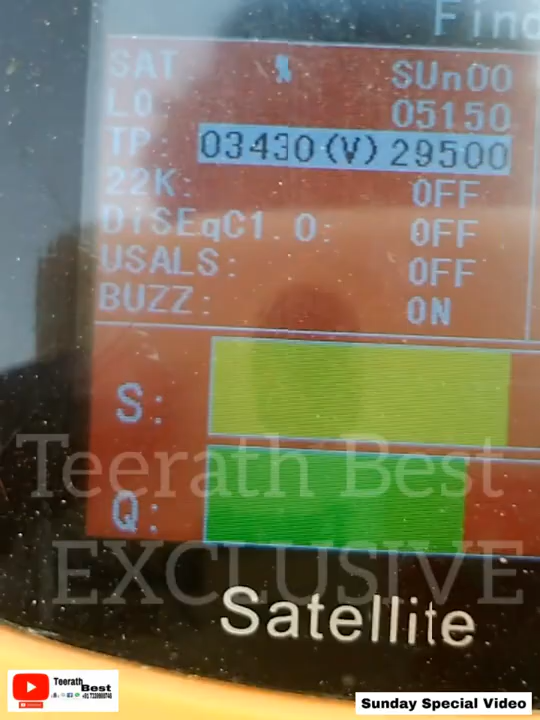 Find
SAT % SUn00
LO 05150
TP: 03430(V) 29500
22K: OFF
DiSEqC1.0: OFF
USALS: OFF
BUZZ: ON
S:
Teerath Best
Q:
EXCLUSIVE
Satellite
Teerath
Best
Sunday Special Video